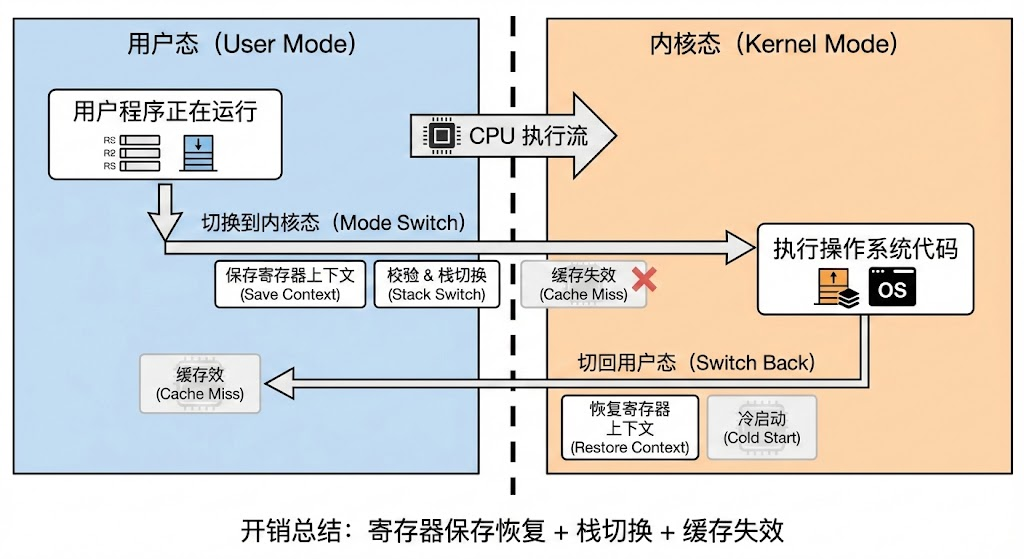 用户态（User Mode）
内核态（Kernel Mode）
用户程序正在运行
RS
R2
RS
CPU 执行流
切换到内核态（Mode Switch）
保存寄存器上下文
(Save Context)
校验 & 栈切换
(Stack Switch)
缓存失效
(Cache Miss)
执行操作系统代码
OS
切回用户态（Switch Back）
缓存效
(Cache Miss)
恢复寄存器
上下文
(Restore Context)
冷启动
(Cold Start)
开销总结：寄存器保存恢复 + 栈切换 + 缓存失效